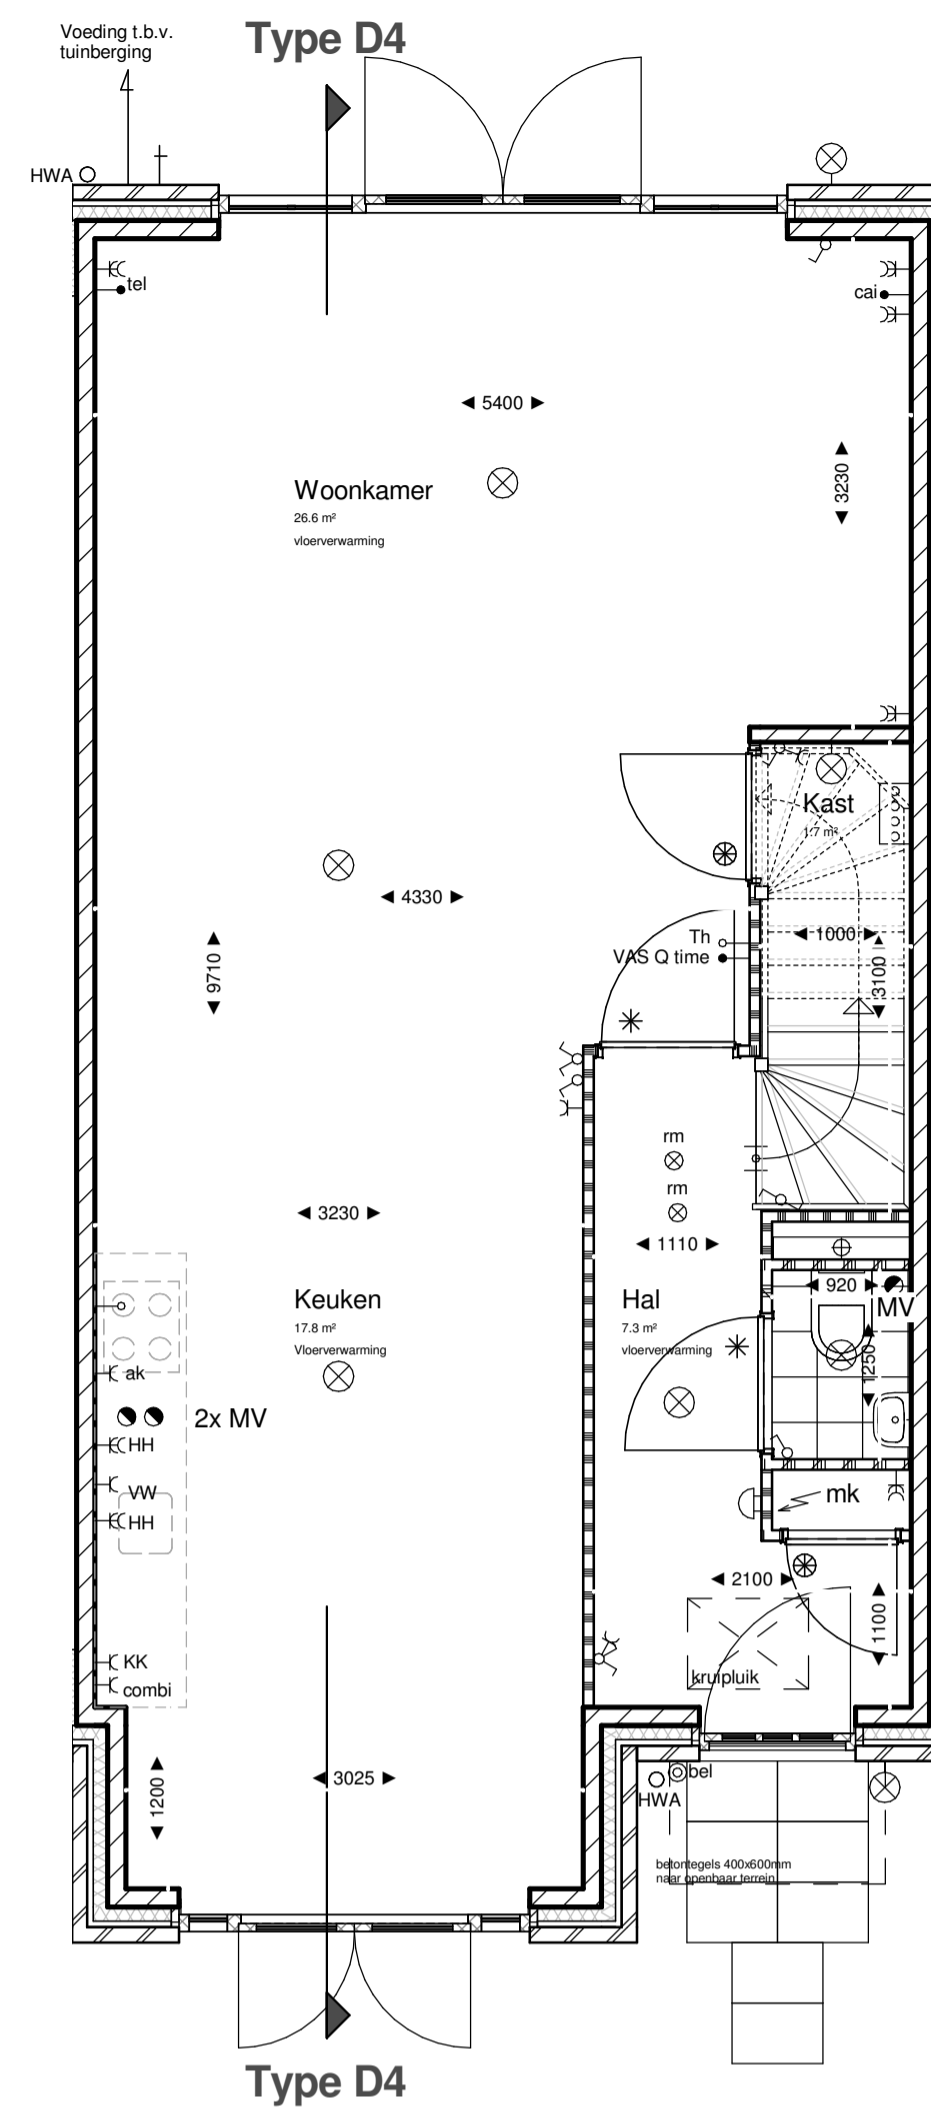 Voeding t.b.v.
tuinberging
Type D4
HWA
tel
cai
5400
3230
Woonkamer
26.6 m²
vloerverwarming
Kast
1.7 m²
4330
Th
VAS Q time
1000
3100
9710
rm
rm
3230
1110
Keuken
17.8 m²
Vloerverwarming
Hal
7.3 m²
vloerverwarming
920
MV
1250
ak
2x MV
HH
VW
HH
mk
2100
1100
KK
combi
kruipluik
1200
3025
bel
HWA
betontegels 400x600mm
naar openbaar terrein
Type D4